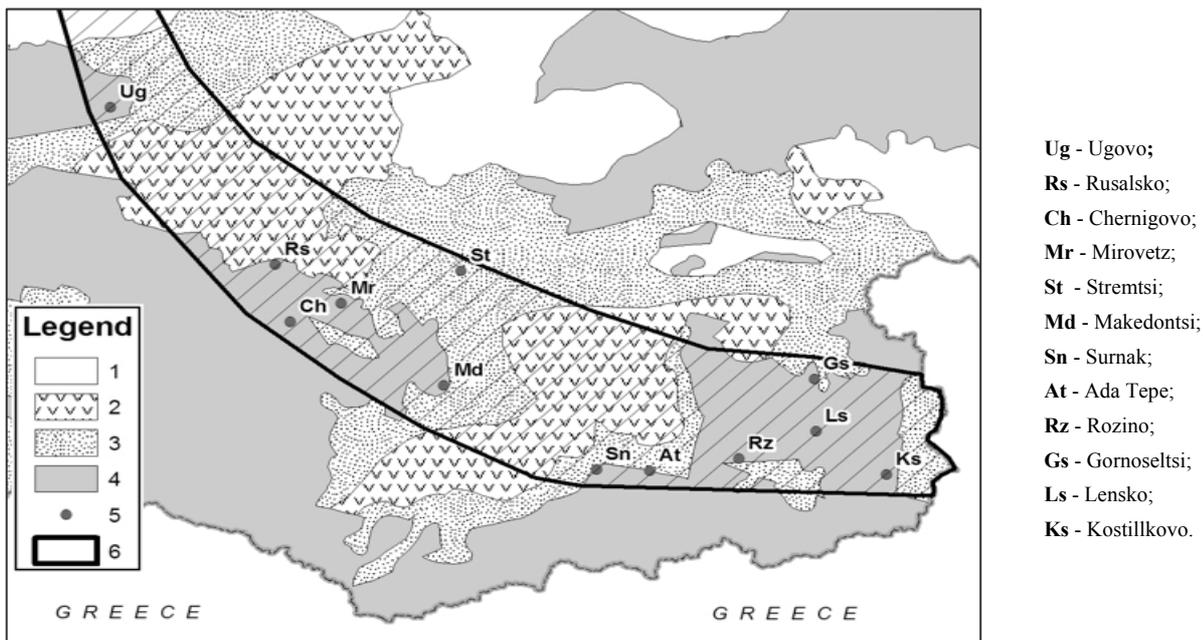 Ug
Rs
St
Mr
Ch
Md
Gs
Ls
Sn
At
Rz
Ks
Legend
1
2
3
4
5
6
GREECE
GREECE
Ug - Ugovo;
Rs - Rusalsko;
Ch - Chernigovo;
Mr - Mirovetz;
St - Stremtsi;
Md - Makedontsi;
Sn - Surnak;
At - Ada Tepe;
Rz - Rozino;
Gs - Gornoseltsi;
Ls - Lensko;
Ks - Kostillkovo.